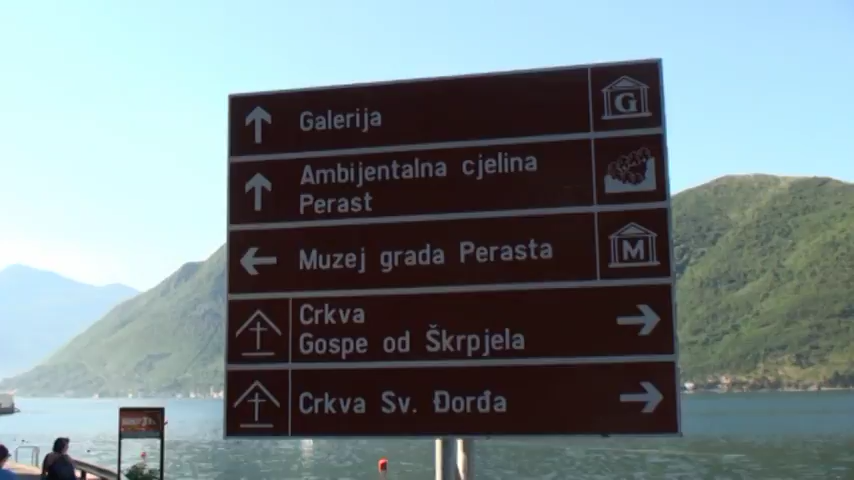 Galerija
G
Ambijentalna cjelina
Perast
Muzej grada Perasta
M
Crkva
Gospe od Škrpjela
Crkva Sv. Đorđa